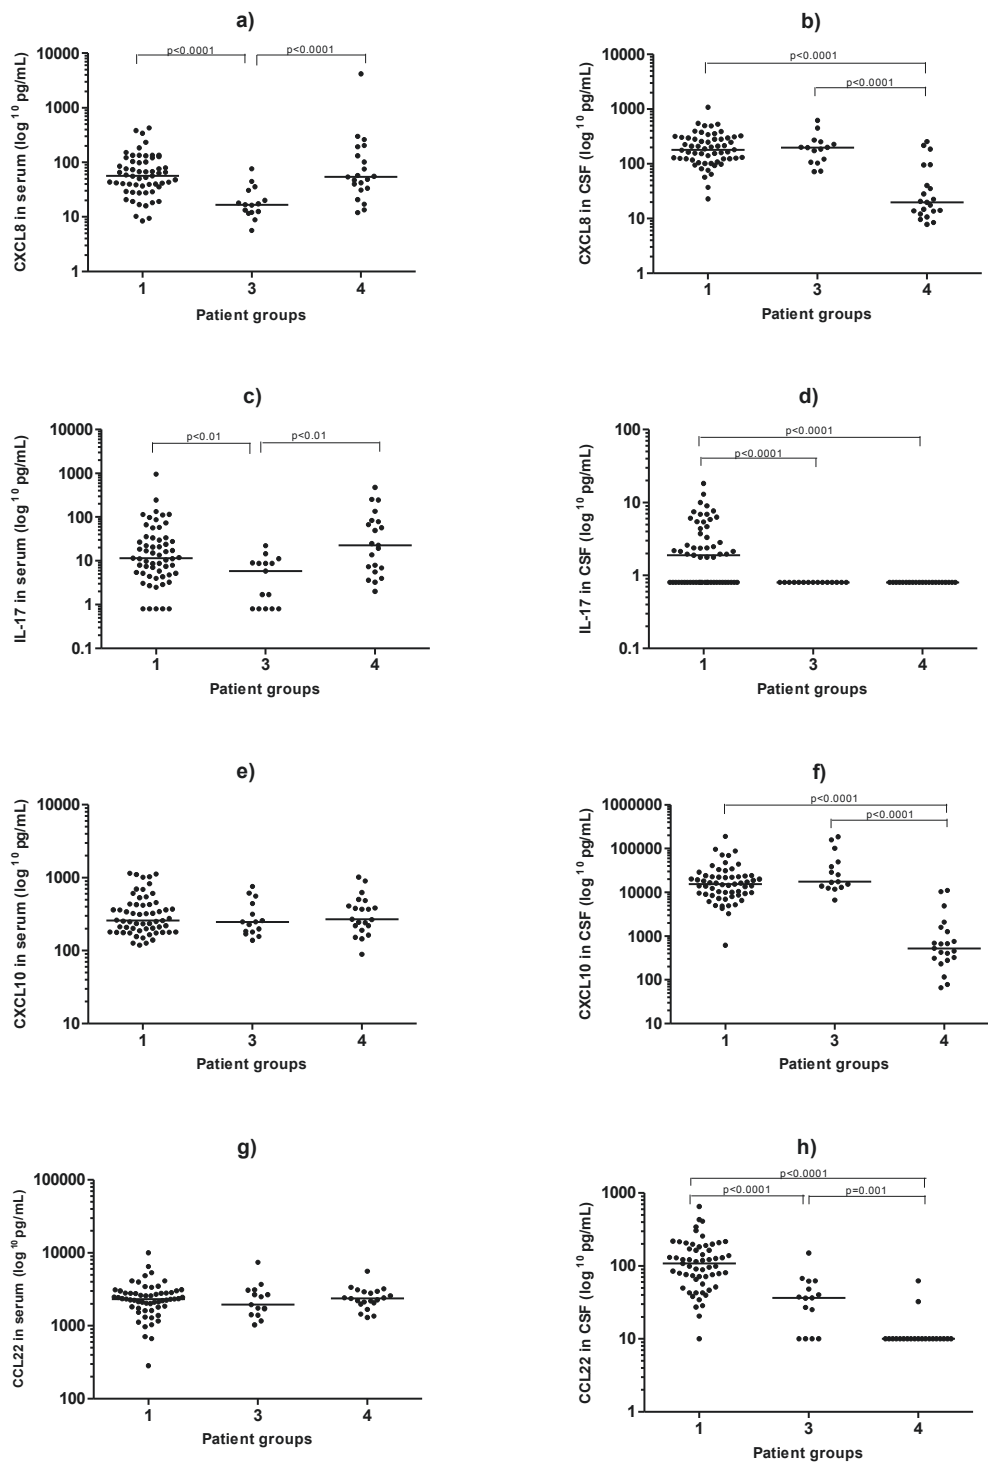 a)
p<0.0001
p<0.0001
CXCL8 in serum (log 10 pg/mL)
10000
1000
100
10
1
1 3 4
Patient groups
b)
p<0.0001
p<0.0001
CXCL8 in CSF (log 10 pg/mL)
10000
1000
100
10
1
1 3 4
Patient groups
c)
p<0.01
p<0.01
IL-17 in serum (log 10 pg/mL)
10000
1000
100
10
1
0.1
1 3 4
Patient groups
d)
p<0.0001
p<0.0001
IL-17 in CSF (log 10 pg/mL)
100
10
1
0.1
1 3 4
Patient groups
e)
CXCL10 in serum (log 10 pg/mL)
10000
1000
100
10
1 3 4
Patient groups
f)
p<0.0001
p<0.0001
CXCL10 in CSF (log 10 pg/mL)
1000000
100000
10000
1000
100
10
1 3 4
Patient groups
g)
CCL22 in serum (log 10 pg/mL)
100000
10000
1000
100
1 3 4
Patient groups
h)
p<0.0001
p<0.0001
p=0.001
CCL22 in CSF (log 10 pg/mL)
1000
100
10
1
1 3 4
Patient groups